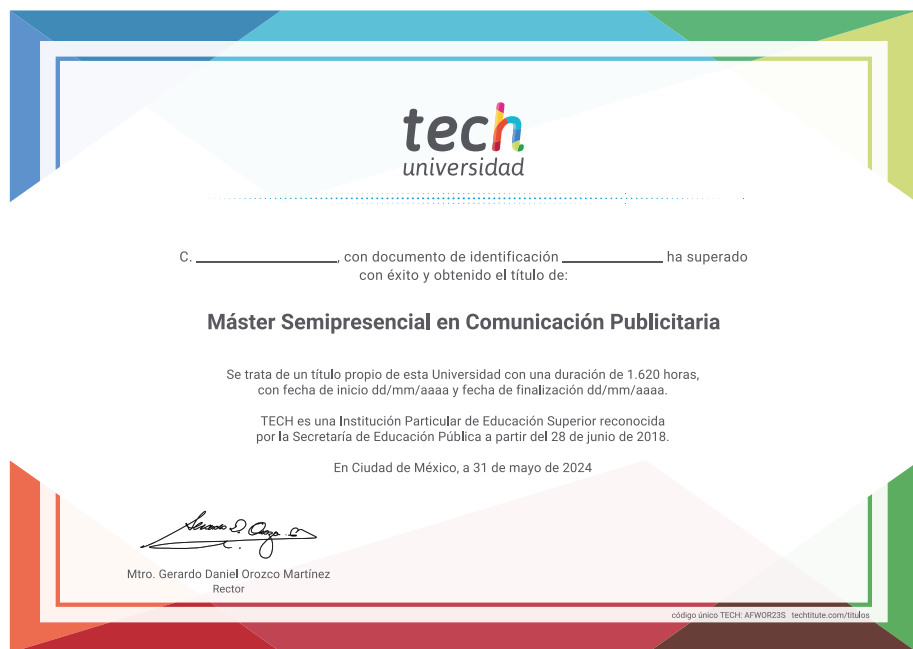 tech
universidad
C. ____________________, con documento de identificación ______________ ha superado
con éxito y obtenido el título de:
Máster Semipresencial en Comunicación Publicitaria
Se trata de un título propio de esta Universidad con una duración de 1.620 horas,
con fecha de inicio dd/mm/aaaa y fecha de finalización dd/mm/aaaa.
TECH es una Institución Particular de Educación Superior reconocida
por la Secretaría de Educación Pública a partir del 28 de junio de 2018.
En Ciudad de México, a 31 de mayo de 2024
Mtro. Gerardo Daniel Orozco Martínez
Rector
código único TECH: AFWOR23S techtitute.com/titulos